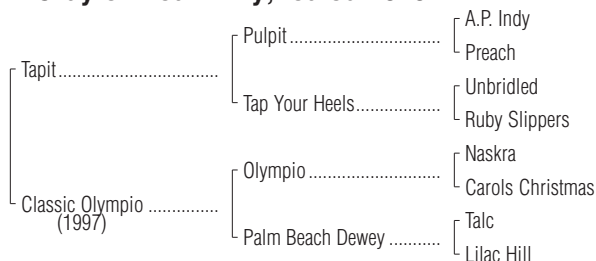 A.P. Indy
Pulpit
Preach
Tapit
Unbridled
Tap Your Heels
Ruby Slippers
Naskra
Olympio
Carols Christmas
Classic Olympio
(1997)
Talc
Palm Beach Dewey
Lilac Hill